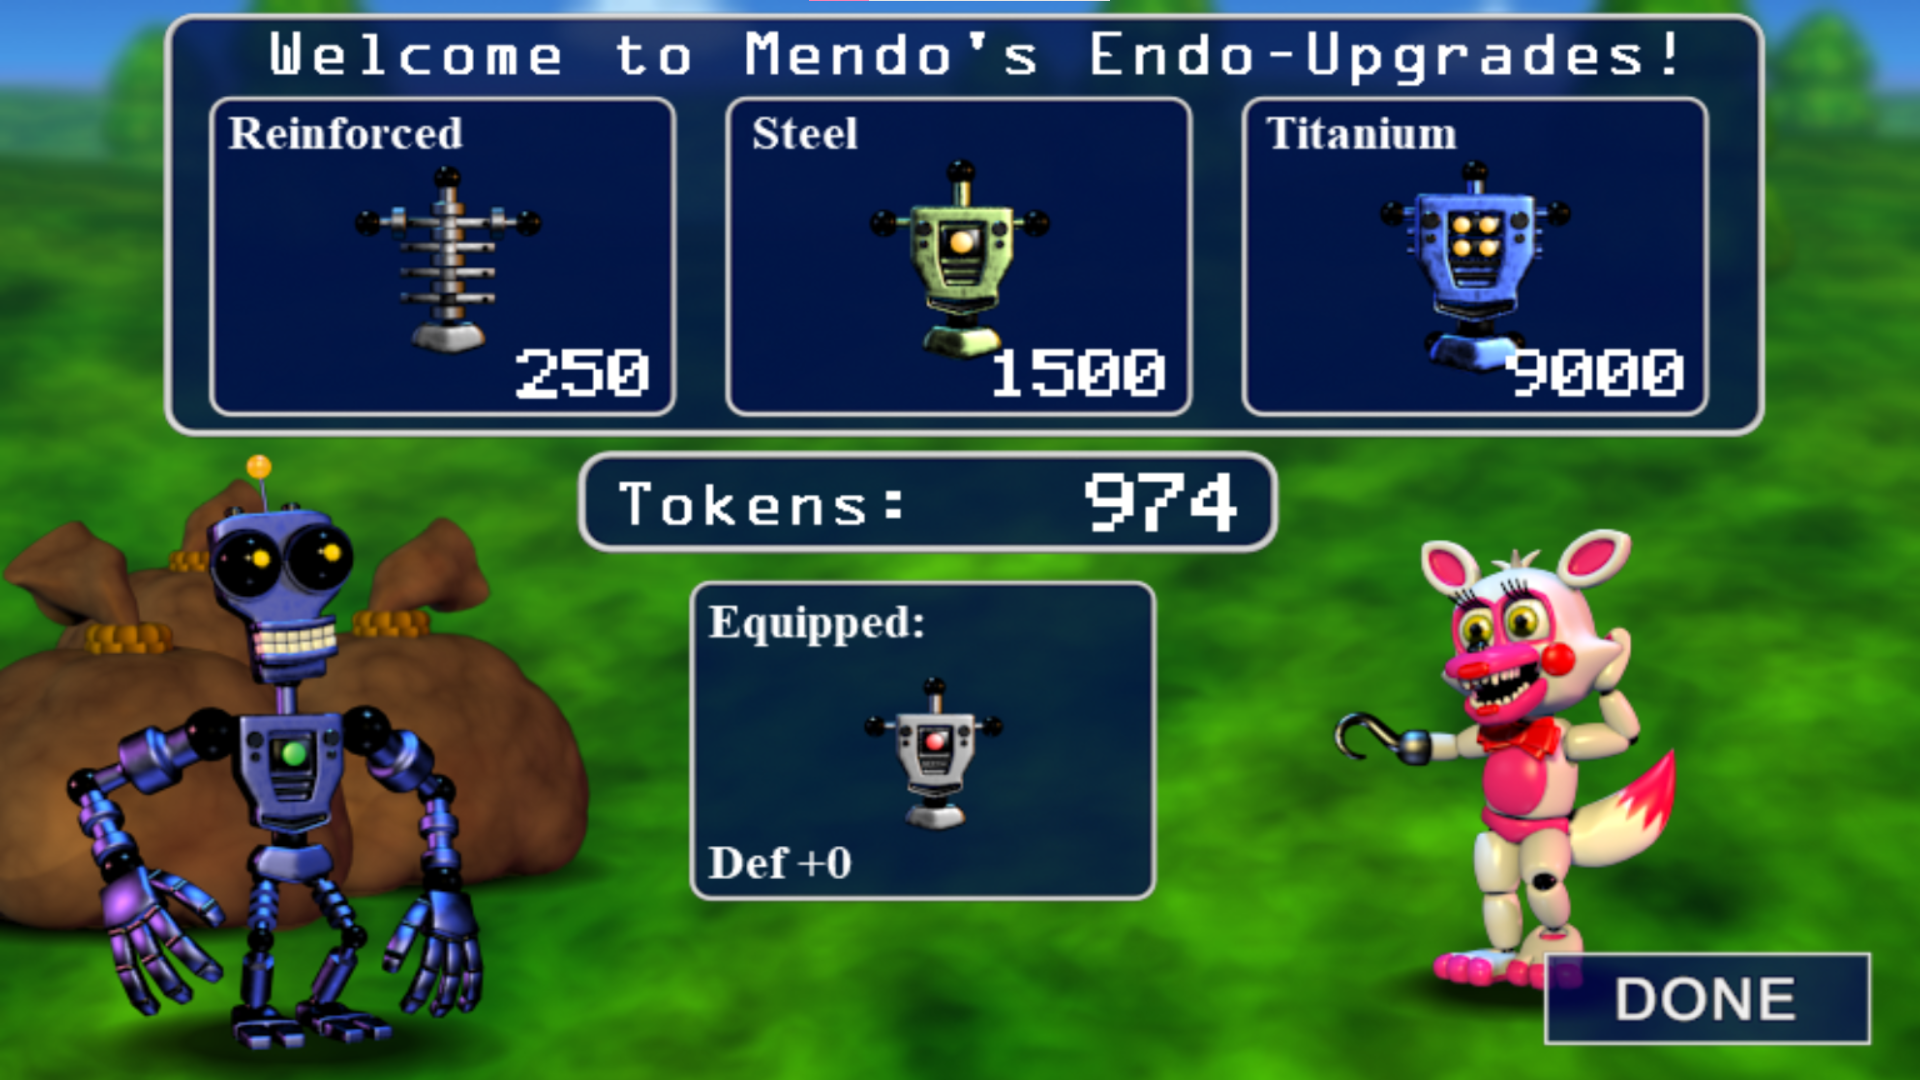 Welcome to Mendo's Endo-Upgrades!
Reinforced
250
Steel
1500
Titanium
9000
Tokens: 974
Equipped:
Def +0
DONE